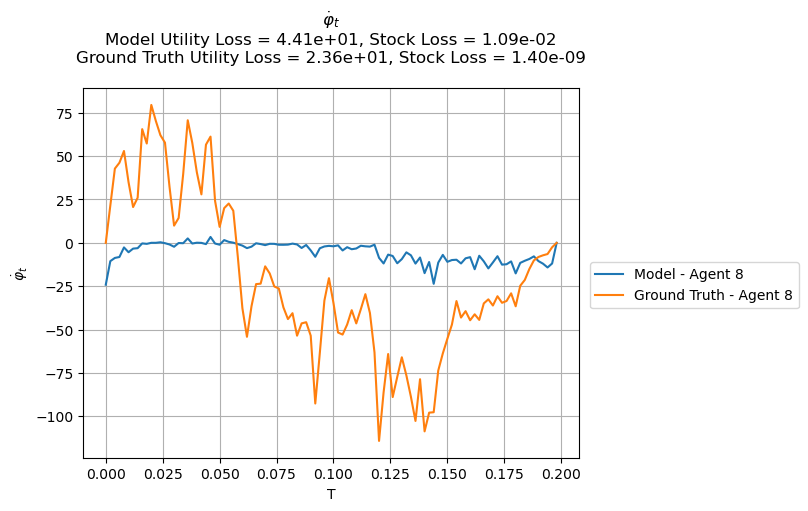 φ̇ₜ
Model Utility Loss = 4.41e+01, Stock Loss = 1.09e-02
Ground Truth Utility Loss = 2.36e+01, Stock Loss = 1.40e-09
φ̇ₜ
75
50
25
0
−25
−50
−75
−100
0.000
0.025
0.050
0.075
0.100
0.125
0.150
0.175
0.200
T
Model - Agent 8
Ground Truth - Agent 8